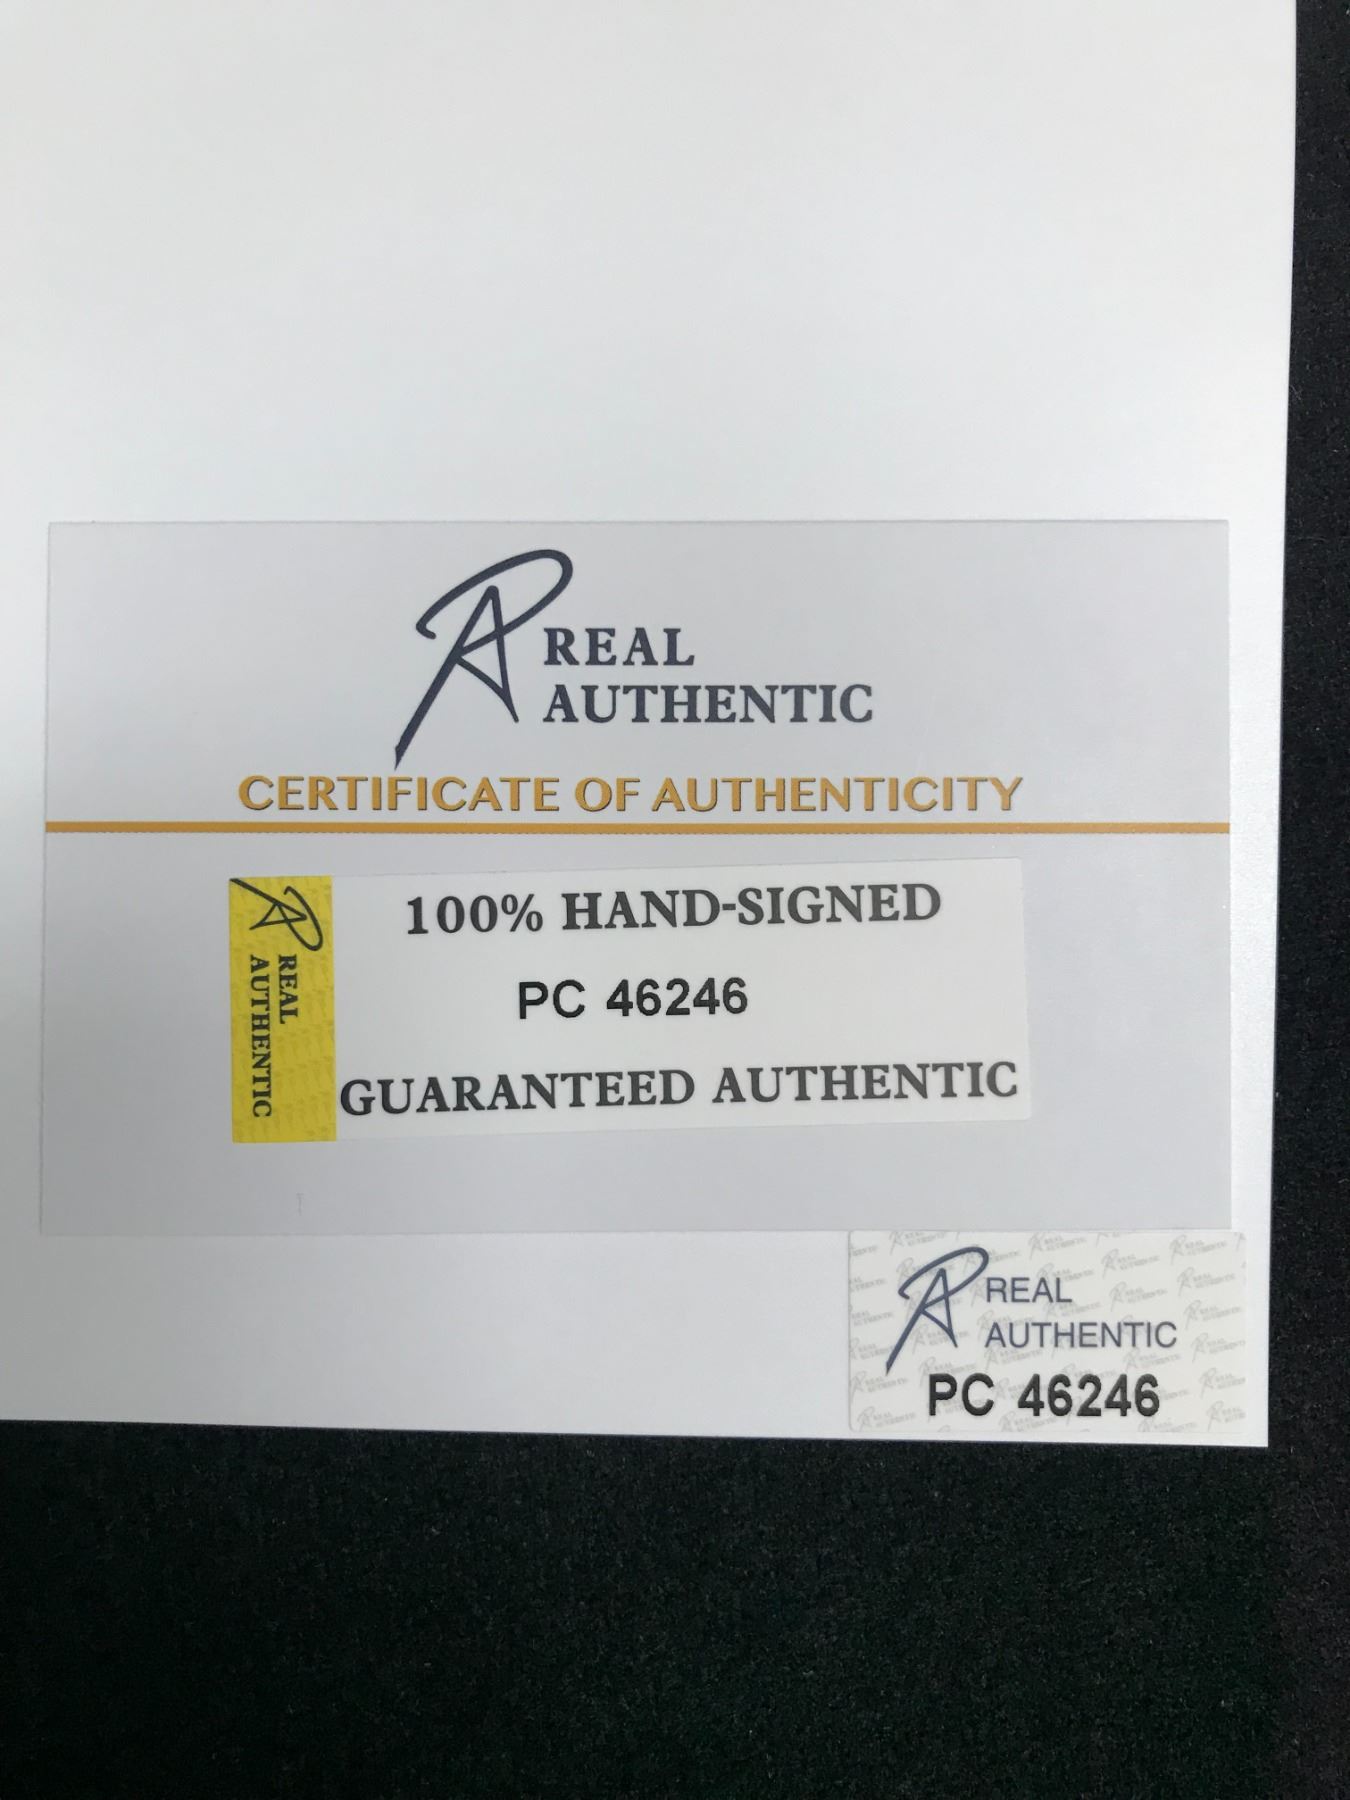 REAL
AUTHENTIC
CERTIFICATE OF AUTHENTICITY
REAL
AUTHENTIC
100% HAND-SIGNED
PC 46246
GUARANTEED AUTHENTIC
REAL
AUTHENTIC
PC 46246